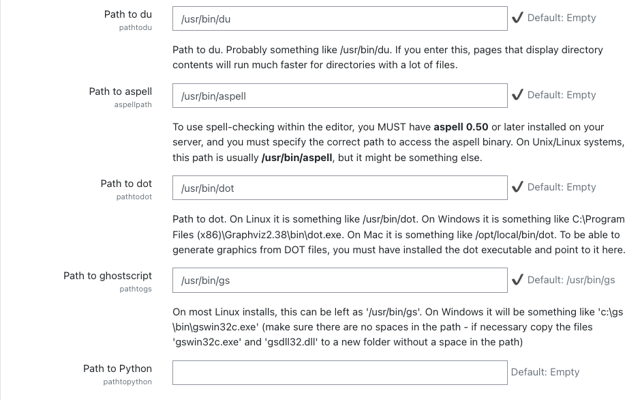 Path to du
pathtodu
/usr/bin/du
Default: Empty
Path to du. Probably something like /usr/bin/du. If you enter this, pages that display directory
contents will run much faster for directories with a lot of files.
Path to aspell
aspellpath
/usr/bin/aspell
Default: Empty
To use spell-checking within the editor, you MUST have aspell 0.50 or later installed on your
server, and you must specify the correct path to access the aspell binary. On Unix/Linux systems,
this path is usually /usr/bin/aspell, but it might be something else.
Path to dot
pathtodot
/usr/bin/dot
Default: Empty
Path to dot. On Linux it is something like /usr/bin/dot. On Windows it is something like C:\Program
Files (x86)\Graphviz2.38\bin\dot.exe. On Mac it is something like /opt/local/bin/dot. To be able to
generate graphics from DOT files, you must have installed the dot executable and point to it here.
Path to ghostscript
pathtogs
/usr/bin/gs
Default: /usr/bin/gs
On most Linux installs, this can be left as '/usr/bin/gs'. On Windows it will be something like 'c:\gs
\bin\gswin32c.exe' (make sure there are no spaces in the path - if necessary copy the files
'gswin32c.exe' and 'gsdll32.dll' to a new folder without a space in the path)
Path to Python
pathtopython
Default: Empty